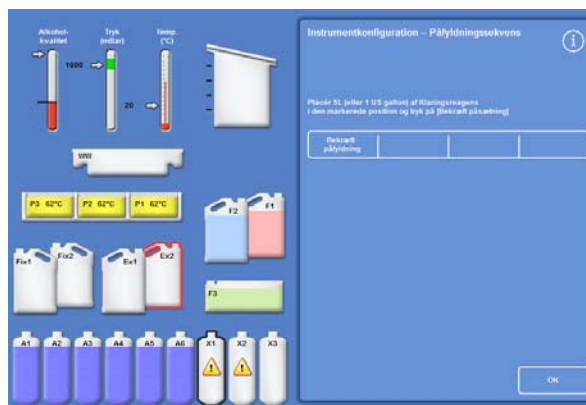 Alkohol-
kvalitet
Tryk
(mBar)
Temp.
(°C)
1000
20
Instrumentkonfiguration – Påfyldningssekvens
i
Placér 5L (eller 1 US gallon) af Klaringsreagens
i den markerede position og tryk på [Bekræft påsætning]
Bekræft
påfyldning
WW
P3 62°C
P2 62°C
P1 62°C
F2
F1
Fix1
Fix2
Ex1
Ex2
F3
A1
A2
A3
A4
A5
A6
X1
X2
X3
OK